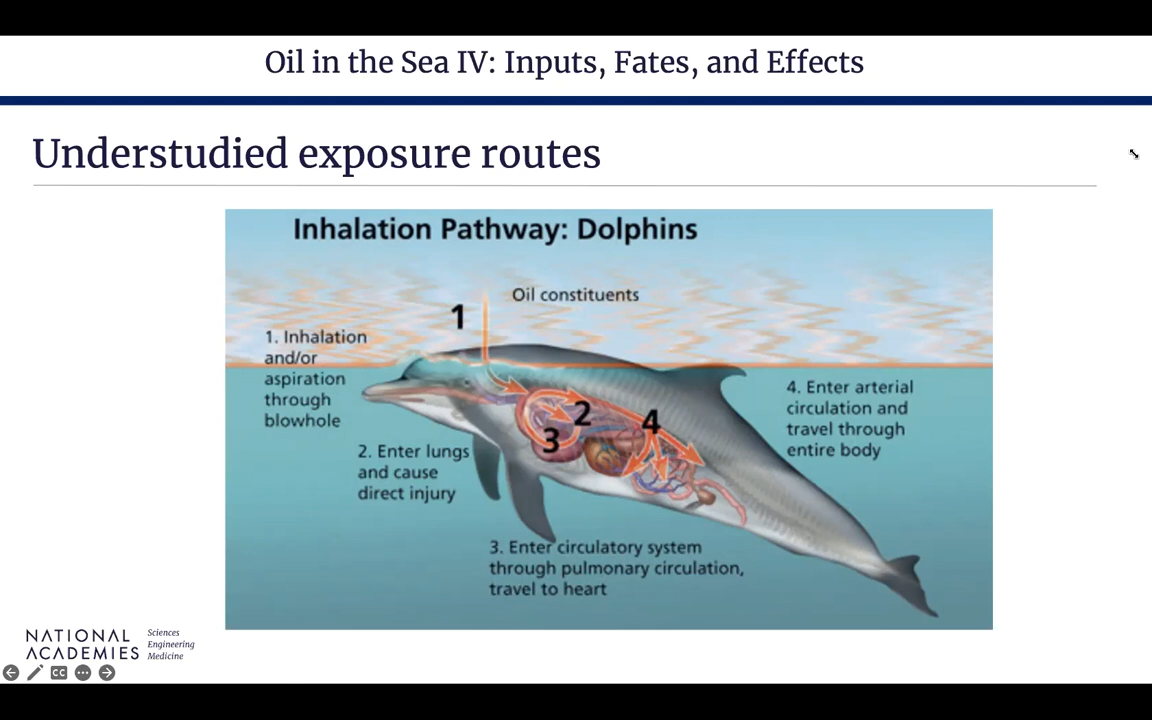 Oil in the Sea IV: Inputs, Fates, and Effects
Understudied exposure routes
Inhalation Pathway: Dolphins
Oil constituents
1
1. Inhalation
and/or
aspiration
through
blowhole
2
3
4
4. Enter arterial
circulation and
travel through
entire body
2. Enter lungs
and cause
direct injury
3. Enter circulatory system
through pulmonary circulation,
travel to heart
NATIONAL
ACADEMIES
Sciences
Engineering
Medicine
CC